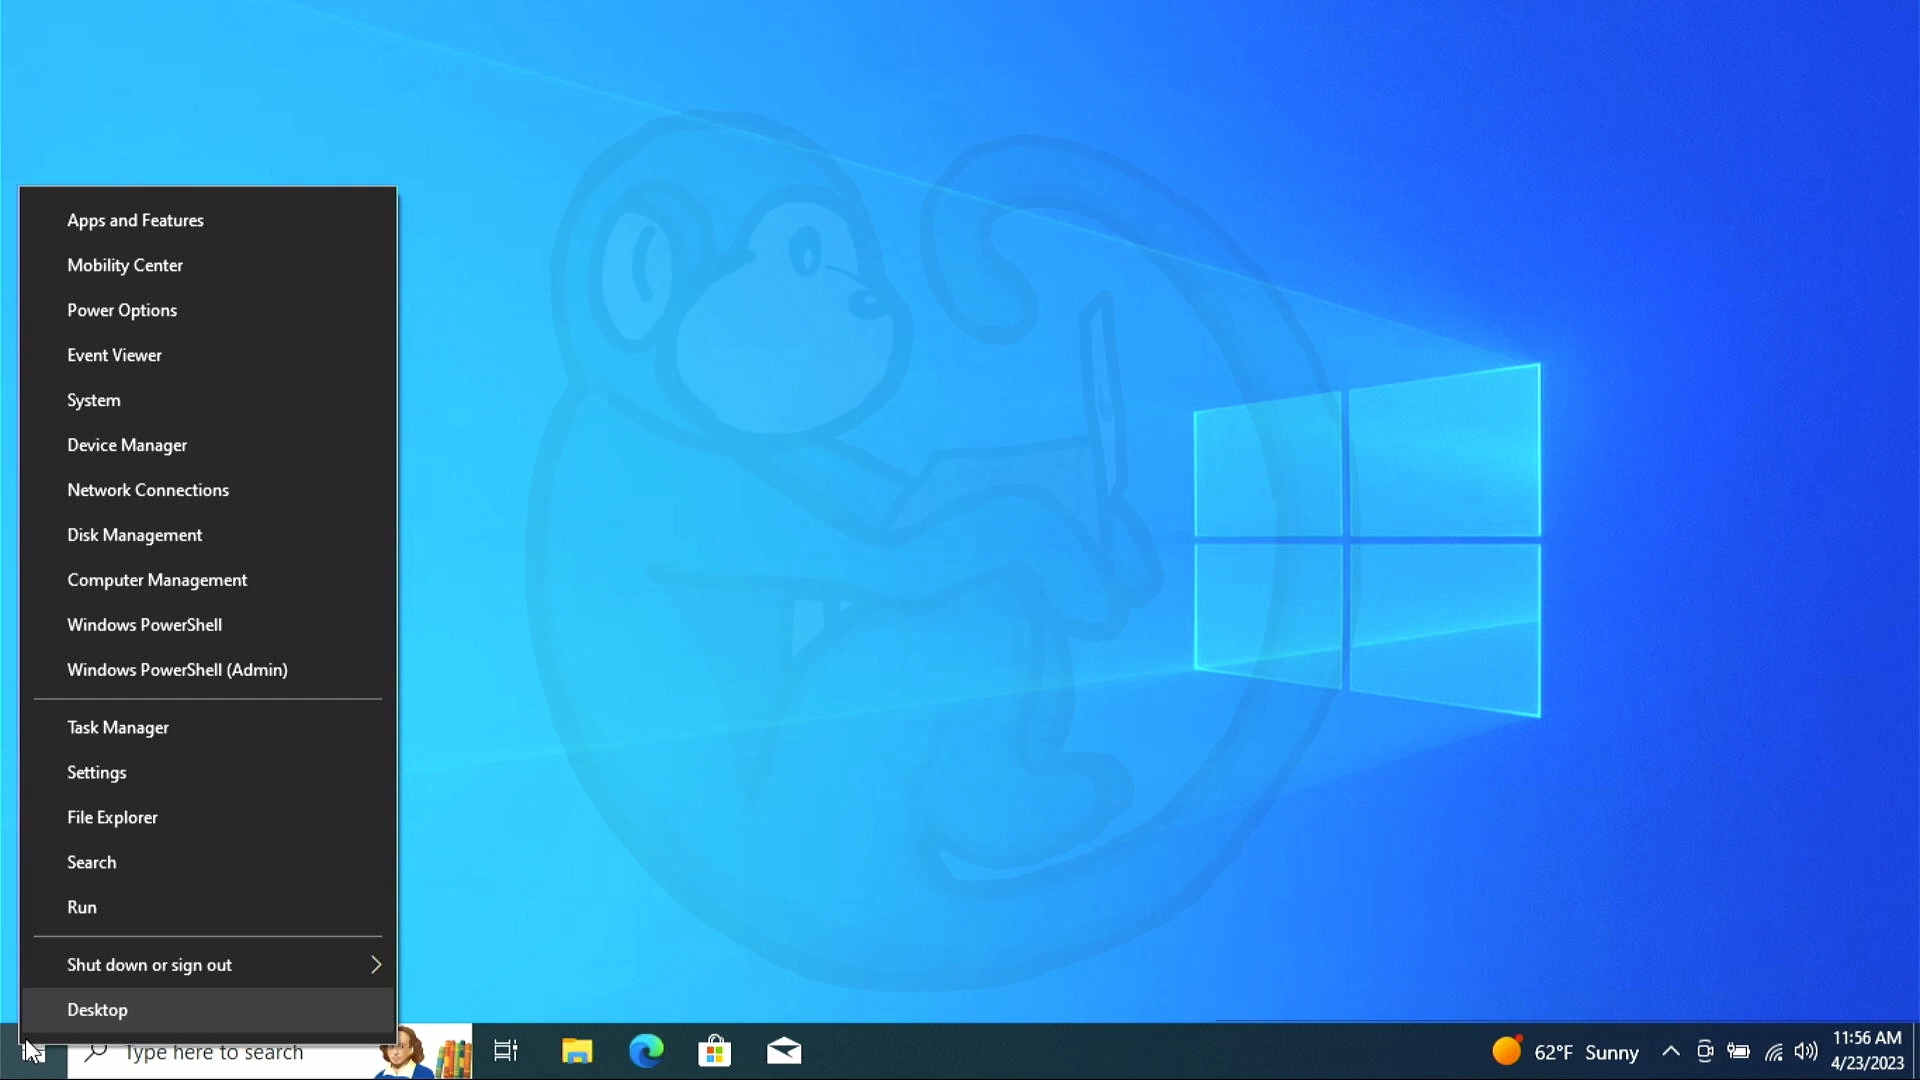 Apps and Features
Mobility Center
Power Options
Event Viewer
System
Device Manager
Network Connections
Disk Management
Computer Management
Windows PowerShell
Windows PowerShell (Admin)
Task Manager
Settings
File Explorer
Search
Run
Shut down or sign out
Desktop
Type here to search
62°F Sunny
11:56 AM
4/23/2023